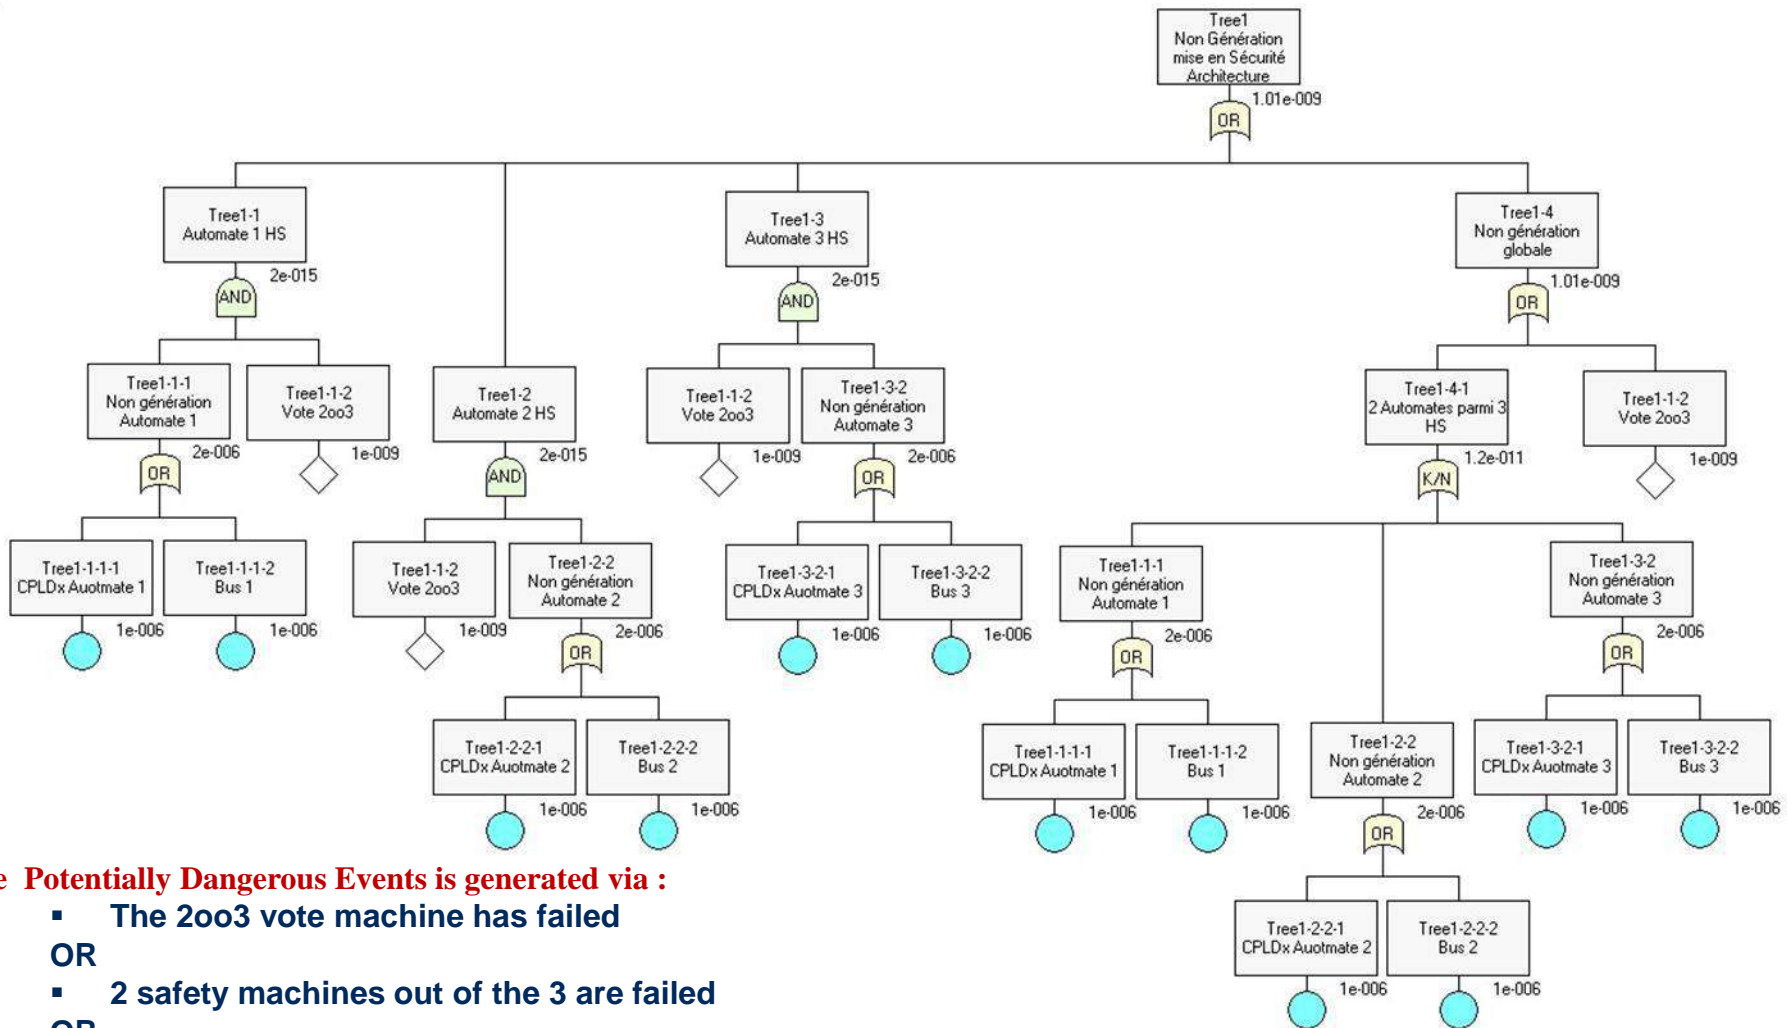 Tree1
Non Génération
mise en Sécurité
Architecture
1.01e-009
OR
Tree1-1
Automate 1 HS
2e-015
AND
Tree1-3
Automate 3 HS
2e-015
AND
Tree1-4
Non génération
globale
1.01e-009
OR
Tree1-1-1
Non génération
Automate 1
2e-006
OR
Tree1-1-2
Vote 2oo3
1e-009
Tree1-2
Automate 2 HS
2e-015
AND
Tree1-1-2
Vote 2oo3
1e-009
Tree1-3-2
Non génération
Automate 3
2e-006
OR
Tree1-4-1
2 Automates parmi 3
HS
1.2e-011
K/N
Tree1-1-2
Vote 2oo3
1e-009
Tree1-1-1-1
CPLDx Auotmate 1
1e-006
Tree1-1-1-2
Bus 1
1e-006
Tree1-1-2
Vote 2oo3
1e-009
Tree1-2-2
Non génération
Automate 2
2e-006
OR
Tree1-3-2-1
CPLDx Auotmate 3
1e-006
Tree1-3-2-2
Bus 3
1e-006
Tree1-1-1
Non génération
Automate 1
2e-006
OR
Tree1-3-2
Non génération
Automate 3
2e-006
OR
Tree1-2-2-1
CPLDx Auotmate 2
1e-006
Tree1-2-2-2
Bus 2
1e-006
Tree1-1-1-1
CPLDx Auotmate 1
1e-006
Tree1-1-1-2
Bus 1
1e-006
Tree1-2-2
Non génération
Automate 2
2e-006
OR
Tree1-3-2-1
CPLDx Auotmate 3
1e-006
Tree1-3-2-2
Bus 3
1e-006
Tree1-2-2-1
CPLDx Auotmate 2
1e-006
Tree1-2-2-2
Bus 2
1e-006
e Potentially Dangerous Events is generated via :
▪ The 2oo3 vote machine has failed
OR
▪ 2 safety machines out of the 3 are failed
OR